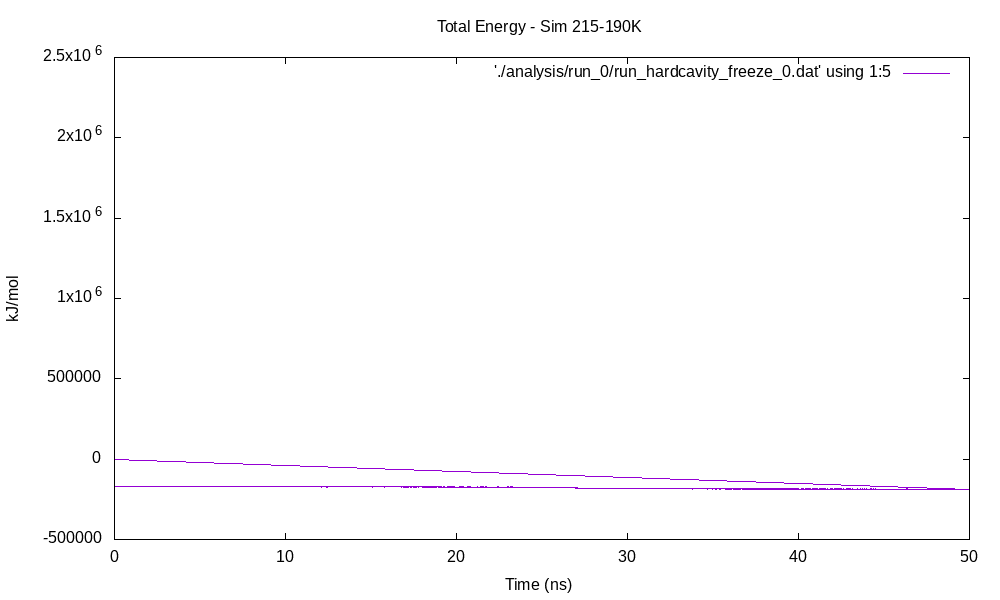 Total Energy - Sim 215-190K
'./analysis/run_0/run_hardcavity_freeze_0.dat' using 1:5
2.5x10 6
2x10 6
1.5x10 6
1x10 6
500000
0
-500000
kJ/mol
0 10 20 30 40 50
Time (ns)